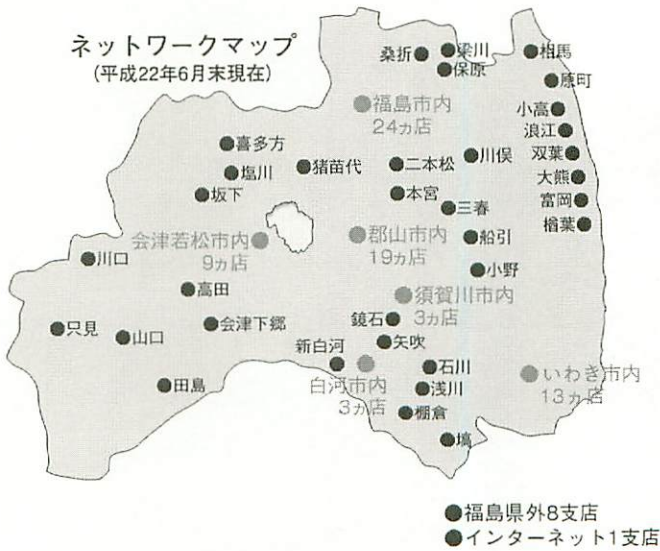 ネットワークマップ
(平成22年6月末現在)
桑折
梁川
保原
相馬
原町
福島市内
24ヵ店
小高
浪江
双葉
大熊
富岡
楢葉
喜多方
塩川
坂下
猪苗代
二本松
川俣
本宮
三春
会津若松市内
9ヵ店
郡山市内
19ヵ店
船引
小野
川口
高田
須賀川市内
3ヵ店
只見
山口
会津下郷
鏡石
矢吹
新白河
白河市内
3ヵ店
石川
浅川
棚倉
塙
田島
いわき市内
13ヵ店
福島県外8支店
インターネット1支店